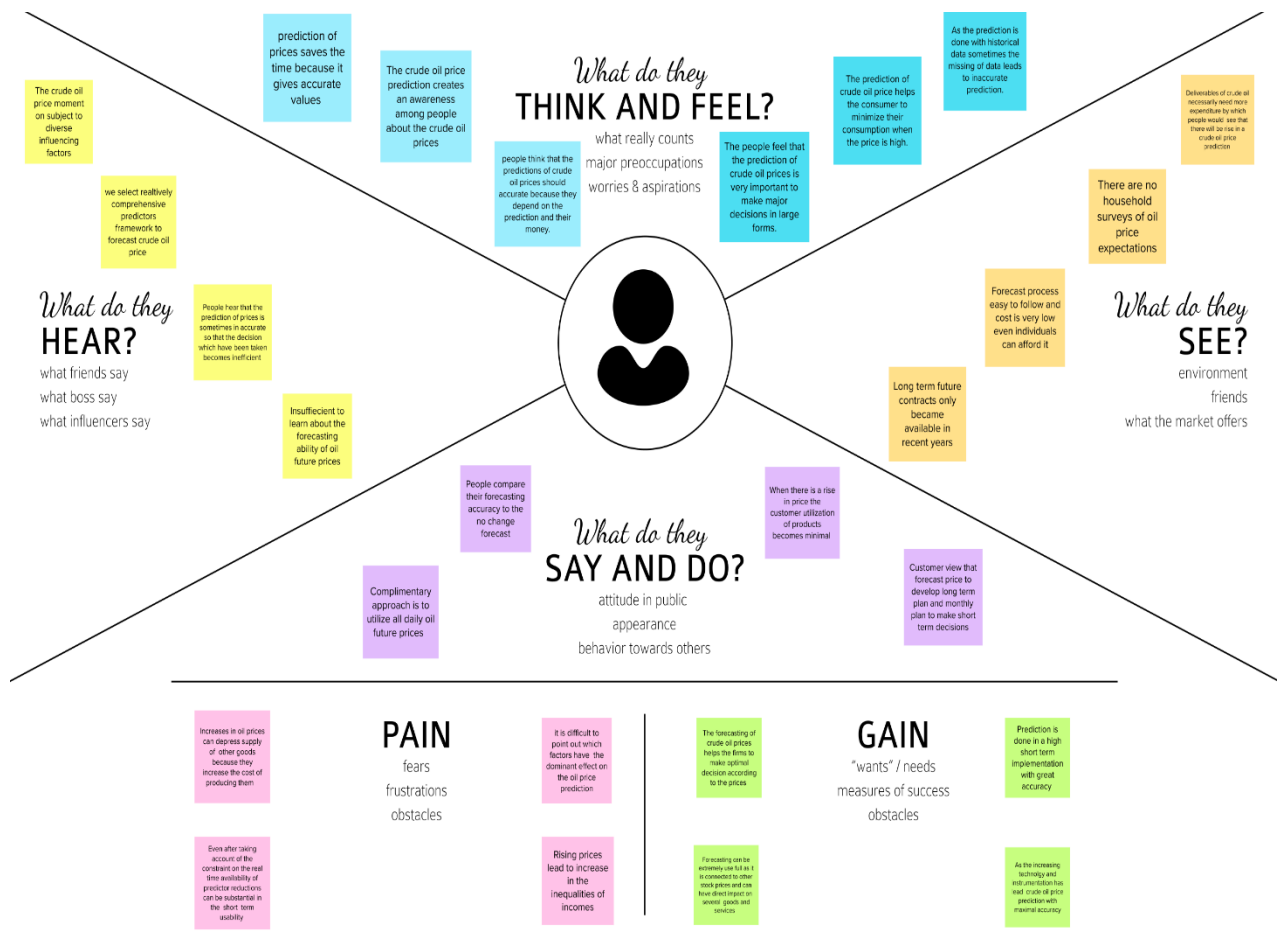 prediction of
prices saves the
time because it
gives accurate
values
The crude oil price
prediction creates
an awareness
among people
about the crude oil
prices
people think that the
predictions of crude
oil prices should
accurate because they
depend on the
prediction and their
money.
What do they
THINK AND FEEL?
what really counts
major preoccupations
worries & aspirations
The people feel that
the prediction of
crude oil prices is
very important to
make major
decisions in large
forms.
The prediction of
crude oil price helps
the consumer to
minimize their
consumption when
the price is high.
As the prediction is
done with historical
data sometimes the
missing of data leads
to inaccurate
prediction.
The crude oil
price moment
on subject to
diverse
influencing
factors
we select realtively
comprehensive
predictors
framework to
forecast crude oil
price
People hear that the
prediction of prices is
sometimes in accurate
so that the decision
which have been taken
becomes inefficient
Insuffiecient to
learn about the
forecasting
ability of oil
future prices
What do they
HEAR?
what friends say
what boss say
what influencers say
Deliverables of crude oil
necessarily need more
expenditure by which
people would see that
there will be rise in a
crude oil price
prediction
There are no
household
surveys of oil
price
expectations
Forecast process
easy to follow and
cost is very low
even individuals
can afford it
Long term future
contracts only
became
available in
recent years
What do they
SEE?
environment
friends
what the market offers
People compare
their forecasting
accuracy to the
no change
forecast
Complimentary
approach is to
utilize all daily oil
future prices
What do they
SAY AND DO?
attitude in public
appearance
behavior towards others
When there is a rise
in price the
customer utilization
of products
becomes minimal
Customer view that
forecast price to
develop long term
plan and monthly
plan to make short
term decisions
Increases in oil prices
can depress supply
of other goods
because they
increase the cost of
producing them
PAIN
fears
frustrations
obstacles
it is difficult to
point out which
factors have the
dominant effect on
the oil price
prediction
Even after taking
account of the
constraint on the real
time availability of
predictor reductions
can be substantial in
the short term
usability
Rising prices
lead to increase
in the
inequalities of
incomes
The forecasting of
crude oil prices
helps the firms to
make optimal
decision according
to the prices
GAIN
"wants" / needs
measures of success
obstacles
Prediction is
done in a high
short term
implementation
with great
accuracy
Forecasting can be
extremely use full as it
is connected to other
stock prices and can
have direct impact on
several goods and
services
As the increasing
technolgy and
instrumentation has
lead crude oil price
prediction with
maximal accuracy